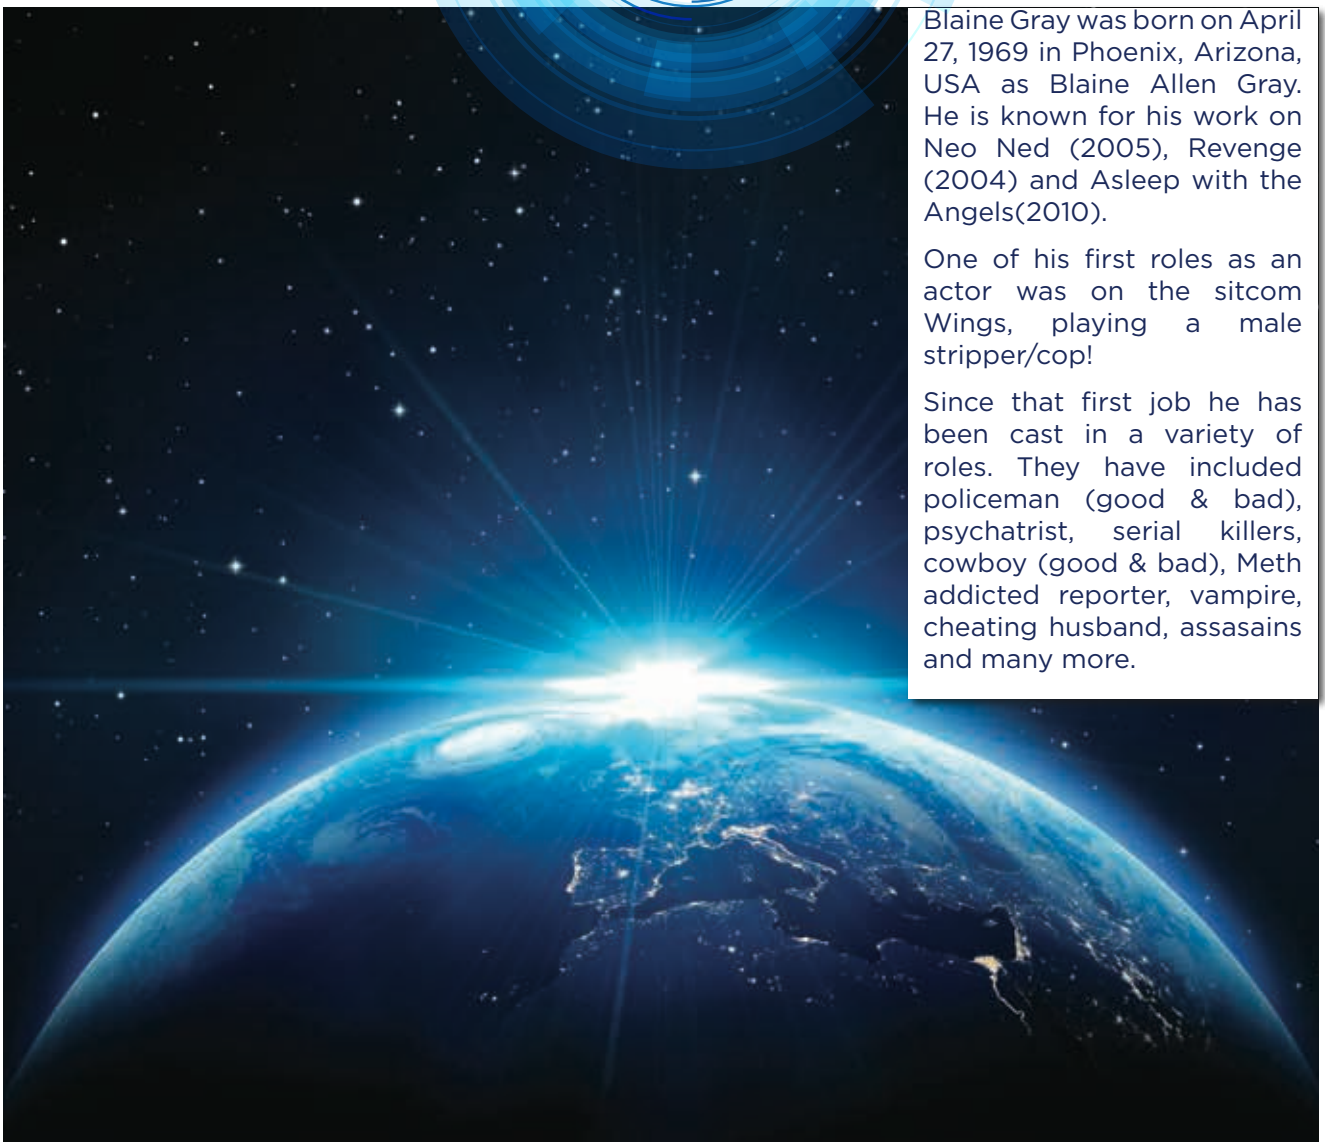 Blaine Gray was born on April
27, 1969 in Phoenix, Arizona,
USA as Blaine Allen Gray.
He is known for his work on
Neo Ned (2005), Revenge
(2004) and Asleep with the
Angels(2010).
One of his first roles as an
actor was on the sitcom
Wings, playing a male
stripper/cop!
Since that first job he has
been cast in a variety of
roles. They have included
policeman (good & bad),
psychatrist, serial killers,
cowboy (good & bad), Meth
addicted reporter, vampire,
cheating husband, assasains
and many more.